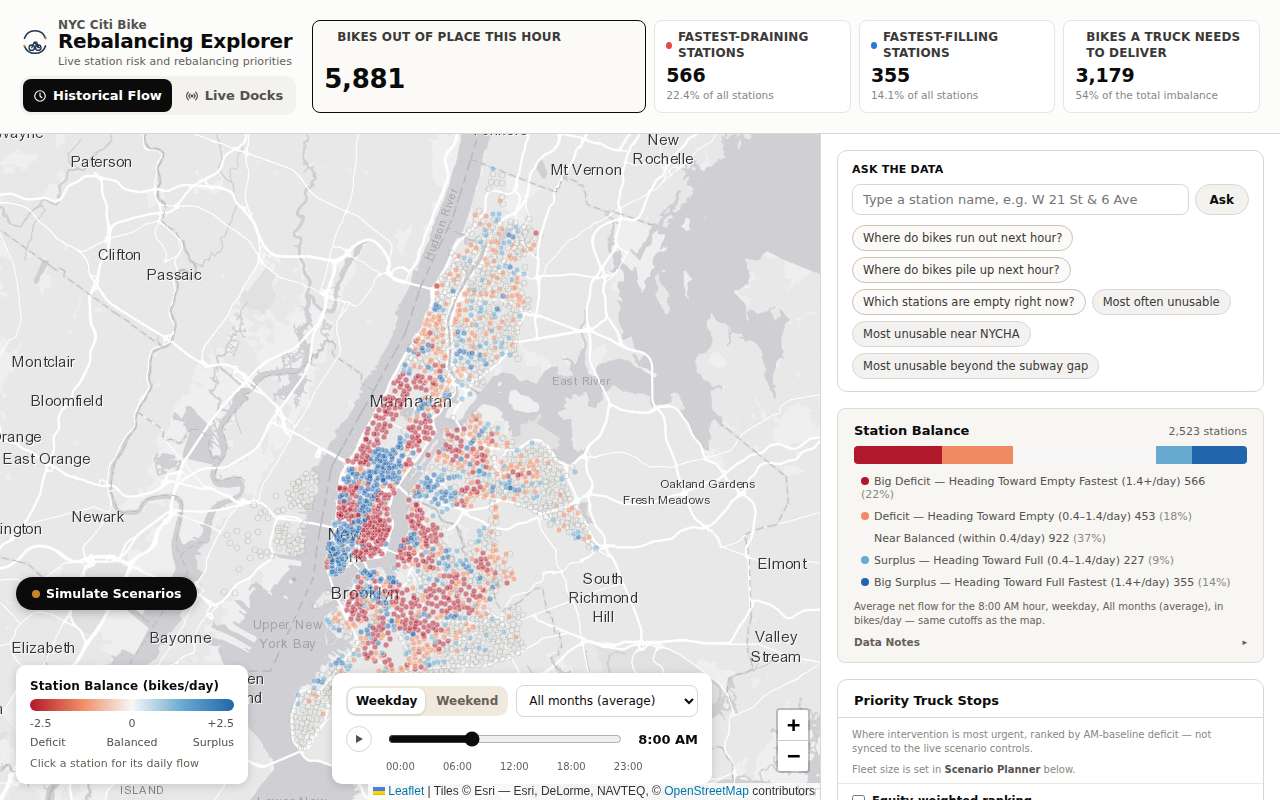 NYC Citi Bike
Rebalancing Explorer
Live station risk and rebalancing priorities
Historical Flow
Live Docks
BIKES OUT OF PLACE THIS HOUR
5,881
FASTEST-DRAINING
STATIONS
566
22.4% of all stations
FASTEST-FILLING
STATIONS
355
14.1% of all stations
BIKES A TRUCK NEEDS
TO DELIVER
3,179
54% of the total imbalance
Paterson
Mt Vernon
New
Rochelle
Hudson River
Clifton
Passaic
Montclair
Bloomfield
East Orange
Newark
East River
Manhattan
Oakland Gardens
Fresh Meadows
Elmont
Brooklyn
South
Richmond
Hill
Upper New
York Bay
Valley
Stream
Bayonne
Elizabeth
ISLAND
Simulate Scenarios
Station Balance (bikes/day)
-2.5
0
+2.5
Deficit
Balanced
Surplus
Click a station for its daily flow
Weekday
Weekend
All months (average)
8:00 AM
00:00
06:00
12:00
18:00
23:00
+
−
Leaflet | Tiles © Esri — Esri, DeLorme, NAVTEQ, © OpenStreetMap contributors
ASK THE DATA
Type a station name, e.g. W 21 St & 6 Ave
Ask
Where do bikes run out next hour?
Where do bikes pile up next hour?
Which stations are empty right now?
Most often unusable
Most unusable near NYCHA
Most unusable beyond the subway gap
Station Balance
2,523 stations
Big Deficit — Heading Toward Empty Fastest (1.4+/day) 566
(22%)
Deficit — Heading Toward Empty (0.4–1.4/day) 453 (18%)
Near Balanced (within 0.4/day) 922 (37%)
Surplus — Heading Toward Full (0.4–1.4/day) 227 (9%)
Big Surplus — Heading Toward Full Fastest (1.4+/day) 355 (14%)
Average net flow for the 8:00 AM hour, weekday, All months (average), in
bikes/day — same cutoffs as the map.
Data Notes
Priority Truck Stops
Where intervention is most urgent, ranked by AM-baseline deficit — not
synced to the live scenario controls.
Fleet size is set in Scenario Planner below.
Equity-weighted ranking